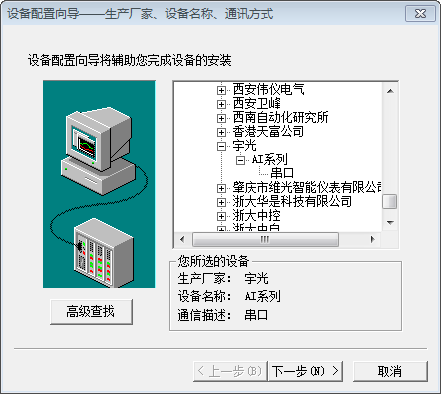 设备配置向导——生产厂家、设备名称、通讯方式
设备配置向导将辅助您完成设备的安装
西安伟仪电气
西安卫峰
西南自动化研究所
香港天富公司
宇光
AI系列
串口
肇庆市维光智能仪表有限公司
浙大华是科技有限公司
浙大中控
浙大中自
您所选的设备
生产厂家： 宇光
设备名称： AI系列
通信描述： 串口
高级查找
< 上一步(B)
下一步(N) >
取消